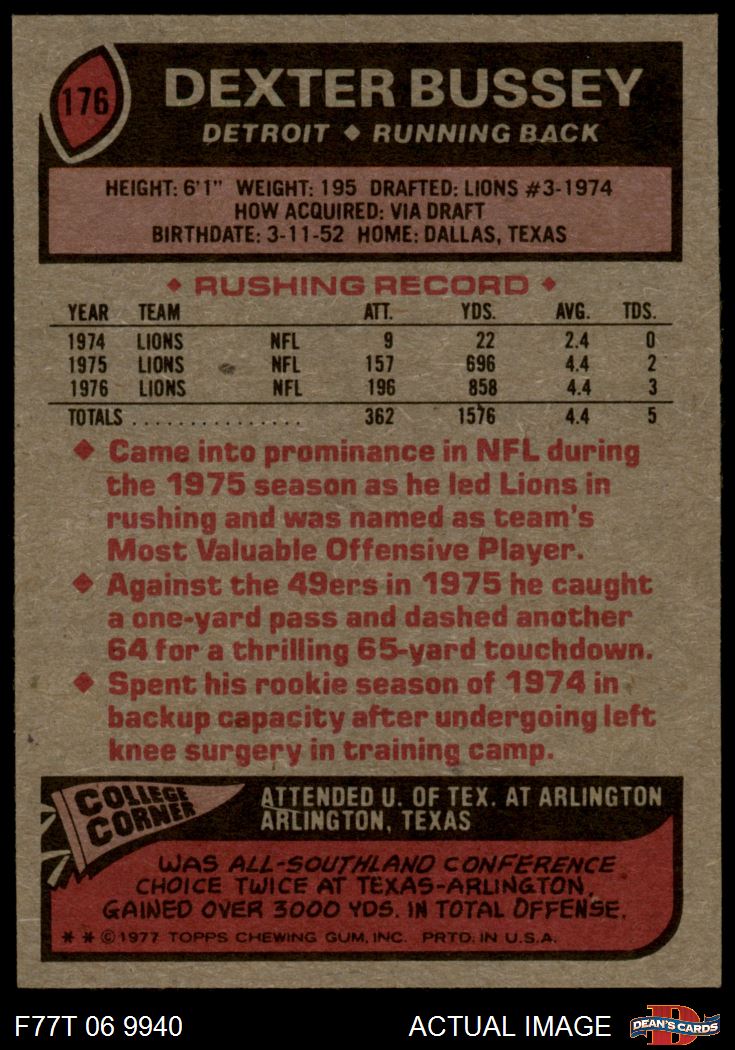 176
DEXTER BUSSEY
DETROIT ◆ RUNNING BACK
HEIGHT: 6'1" WEIGHT: 195 DRAFTED: LIONS #3-1974
HOW ACQUIRED: VIA DRAFT
BIRTHDATE: 3-11-52 HOME: DALLAS, TEXAS
◆ RUSHING RECORD ◆
YEAR TEAM ATT. YDS. AVG. TDS.
1974 LIONS NFL 9 22 2.4 0
1975 LIONS NFL 157 696 4.4 2
1976 LIONS NFL 196 858 4.4 3
TOTALS . . . . . . . . . . . . . . . 362 1576 4.4 5
◆ Came into prominance in NFL during
the 1975 season as he led Lions in
rushing and was named as team's
Most Valuable Offensive Player.
◆ Against the 49ers in 1975 he caught
a one-yard pass and dashed another
64 for a thrilling 65-yard touchdown.
◆ Spent his rookie season of 1974 in
backup capacity after undergoing left
knee surgery in training camp.
COLLEGE
CORNER
ATTENDED U. OF TEX. AT ARLINGTON
ARLINGTON, TEXAS
WAS ALL-SOUTHLAND CONFERENCE
CHOICE TWICE AT TEXAS-ARLINGTON.
GAINED OVER 3000 YDS. IN TOTAL OFFENSE.
* * © 1977 TOPPS CHEWING GUM, INC. PRTD. IN U.S.A.
F77T 06 9940
ACTUAL IMAGE
DEAN'S CARDS